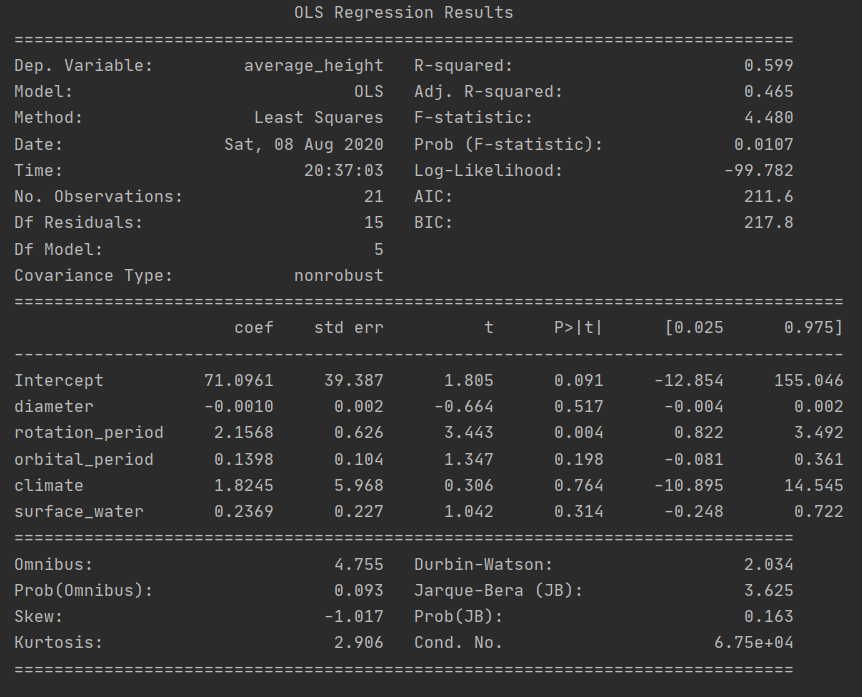 OLS Regression Results
==============================================================================
Dep. Variable:         average_height   R-squared:                       0.599
Model:                            OLS   Adj. R-squared:                  0.465
Method:                 Least Squares   F-statistic:                     4.480
Date:                Sat, 08 Aug 2020   Prob (F-statistic):             0.0107
Time:                        20:37:03   Log-Likelihood:                -99.782
No. Observations:                  21   AIC:                             211.6
Df Residuals:                      15   BIC:                             217.8
Df Model:                           5
Covariance Type:            nonrobust
===================================================================================
                      coef    std err          t      P>|t|      [0.025      0.975]
-----------------------------------------------------------------------------------
Intercept          71.0961     39.387      1.805      0.091     -12.854     155.046
diameter           -0.0010      0.002     -0.664      0.517      -0.004       0.002
rotation_period     2.1568      0.626      3.443      0.004       0.822       3.492
orbital_period      0.1398      0.104      1.347      0.198      -0.081       0.361
climate             1.8245      5.968      0.306      0.764     -10.895      14.545
surface_water       0.2369      0.227      1.042      0.314      -0.248       0.722
==============================================================================
Omnibus:                        4.755   Durbin-Watson:                   2.034
Prob(Omnibus):                  0.093   Jarque-Bera (JB):                3.625
Skew:                          -1.017   Prob(JB):                        0.163
Kurtosis:                       2.906   Cond. No.                     6.75e+04
==============================================================================